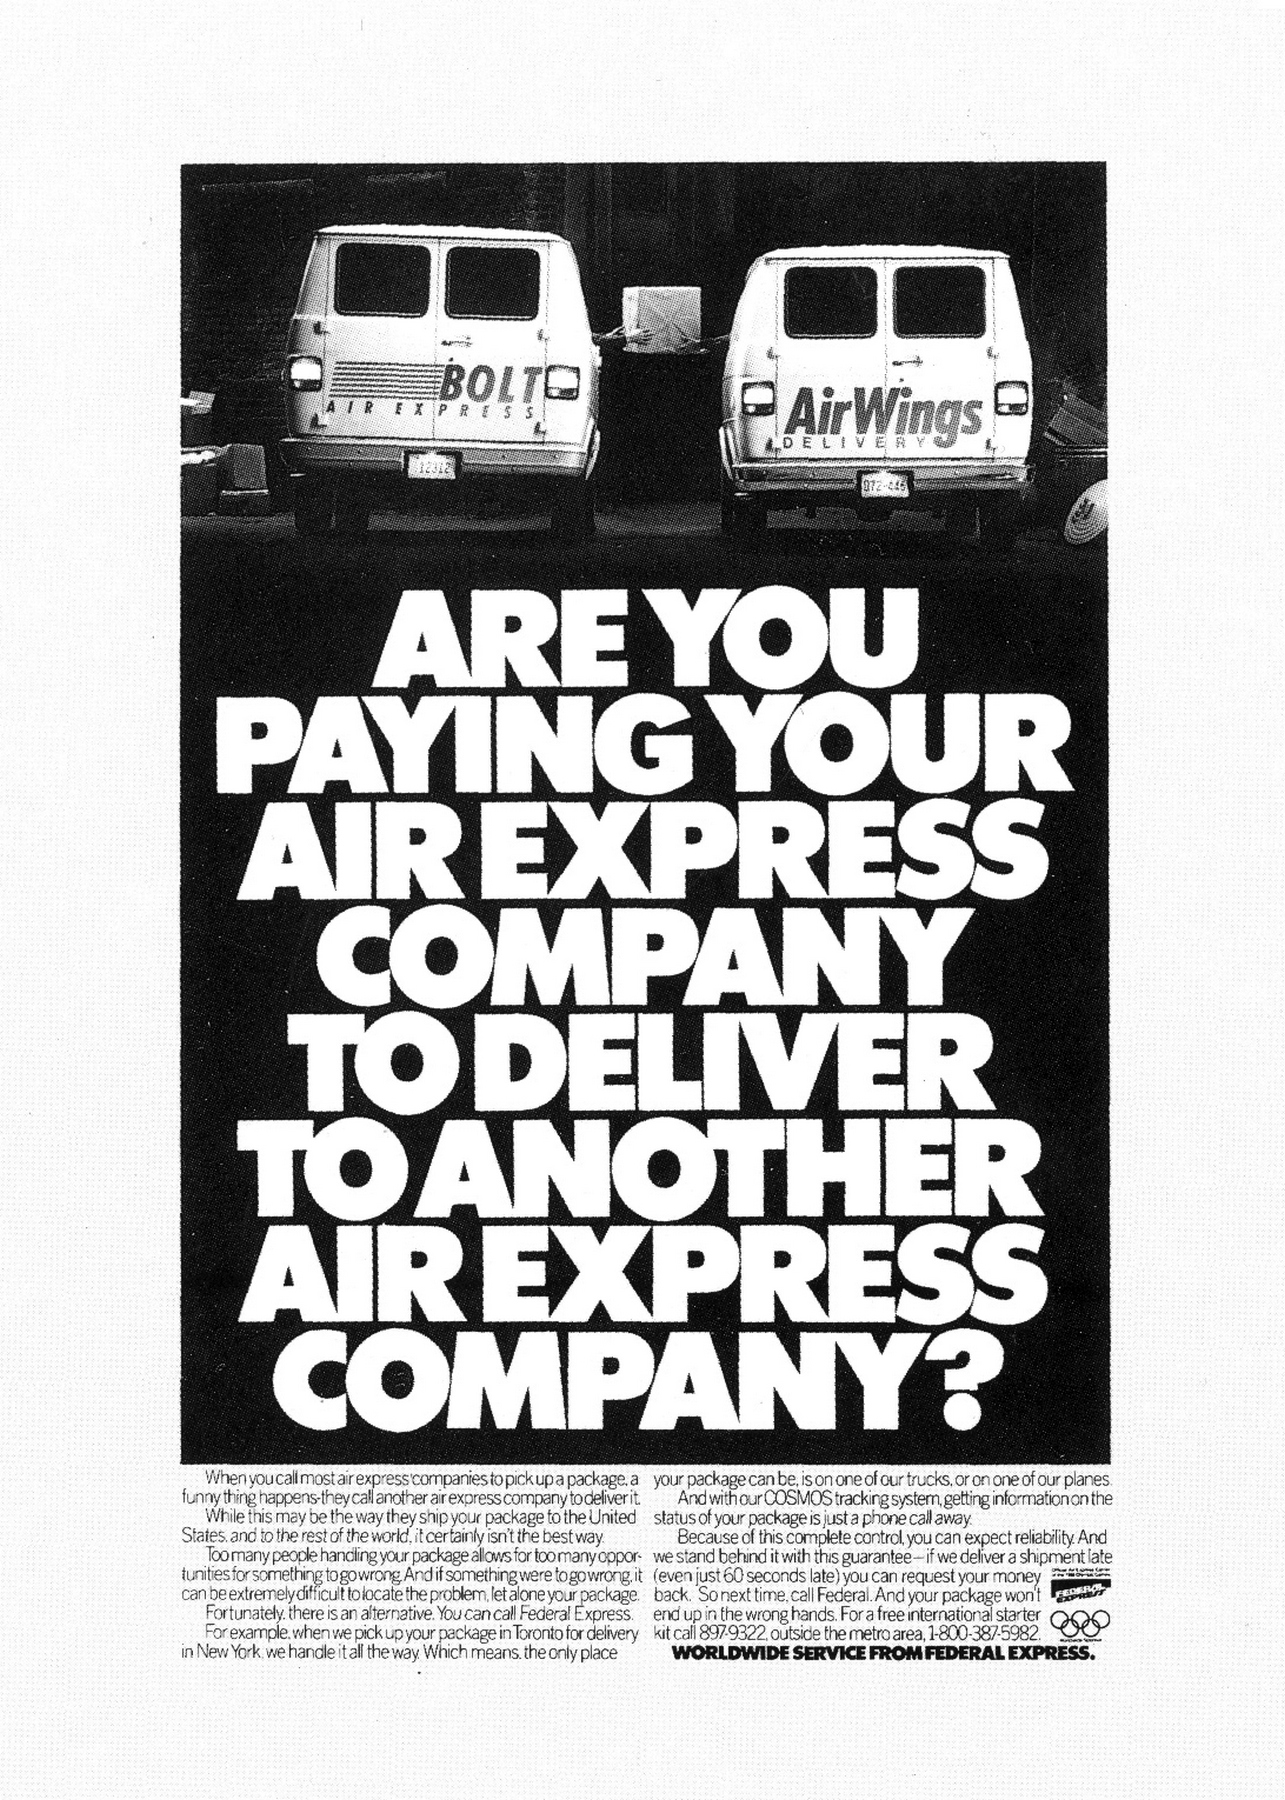 BOLT
AIR EXPRESS
12312
AirWings
DELIVERY
972-446
ARE YOU
PAYING YOUR
AIR EXPRESS
COMPANY
TO DELIVER
TO ANOTHER
AIR EXPRESS
COMPANY?
When you call most air express companies to pick up a package, a
funny thing happens-they call another air express company to deliver it.
While this may be the way they ship your package to the United
States, and to the rest of the world, it certainly isn't the best way.
Too many people handling your package allows for too many oppor-
tunities for something to go wrong. And if something were to go wrong, it
can be extremely difficult to locate the problem, let alone your package.
Fortunately, there is an alternative. You can call Federal Express.
For example, when we pick up your package in Toronto for delivery
in New York, we handle it all the way. Which means, the only place
your package can be, is on one of our trucks, or on one of our planes.
And with our COSMOS tracking system, getting information on the
status of your package is just a phone call away.
Because of this complete control, you can expect reliability. And
we stand behind it with this guarantee—if we deliver a shipment late
(even just 60 seconds late) you can request your money
back. So next time, call Federal. And your package won't
end up in the wrong hands. For a free international starter
kit call 897-9322, outside the metro area, 1-800-387-5982.
FEDERAL
EXPRESS
WORLDWIDE SERVICE FROM FEDERAL EXPRESS.